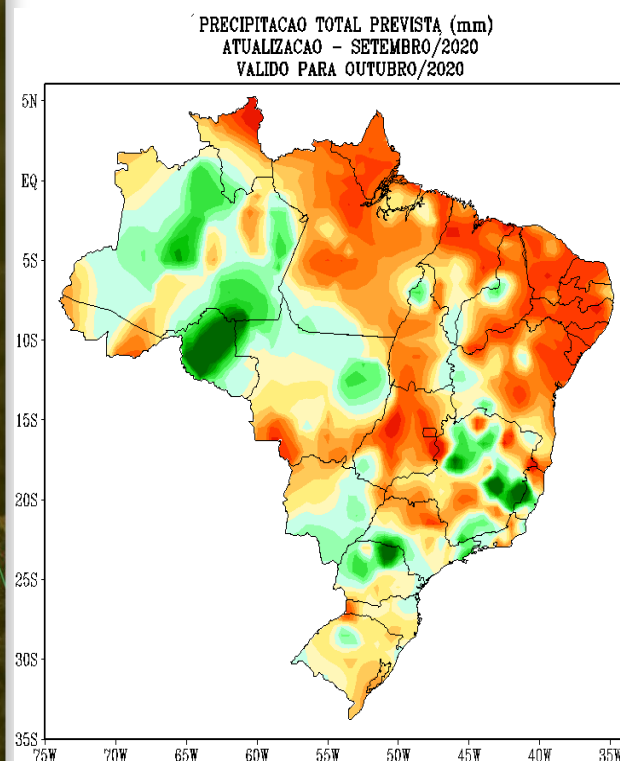 PRECIPITACAO TOTAL PREVISTA (mm)
ATUALIZACAO – SETEMBRO/2020
VALIDO PARA OUTUBRO/2020
5N
EQ
5S
10S
15S
20S
25S
30S
35S
75W 70W 65W 60W 55W 50W 45W 40W 35W